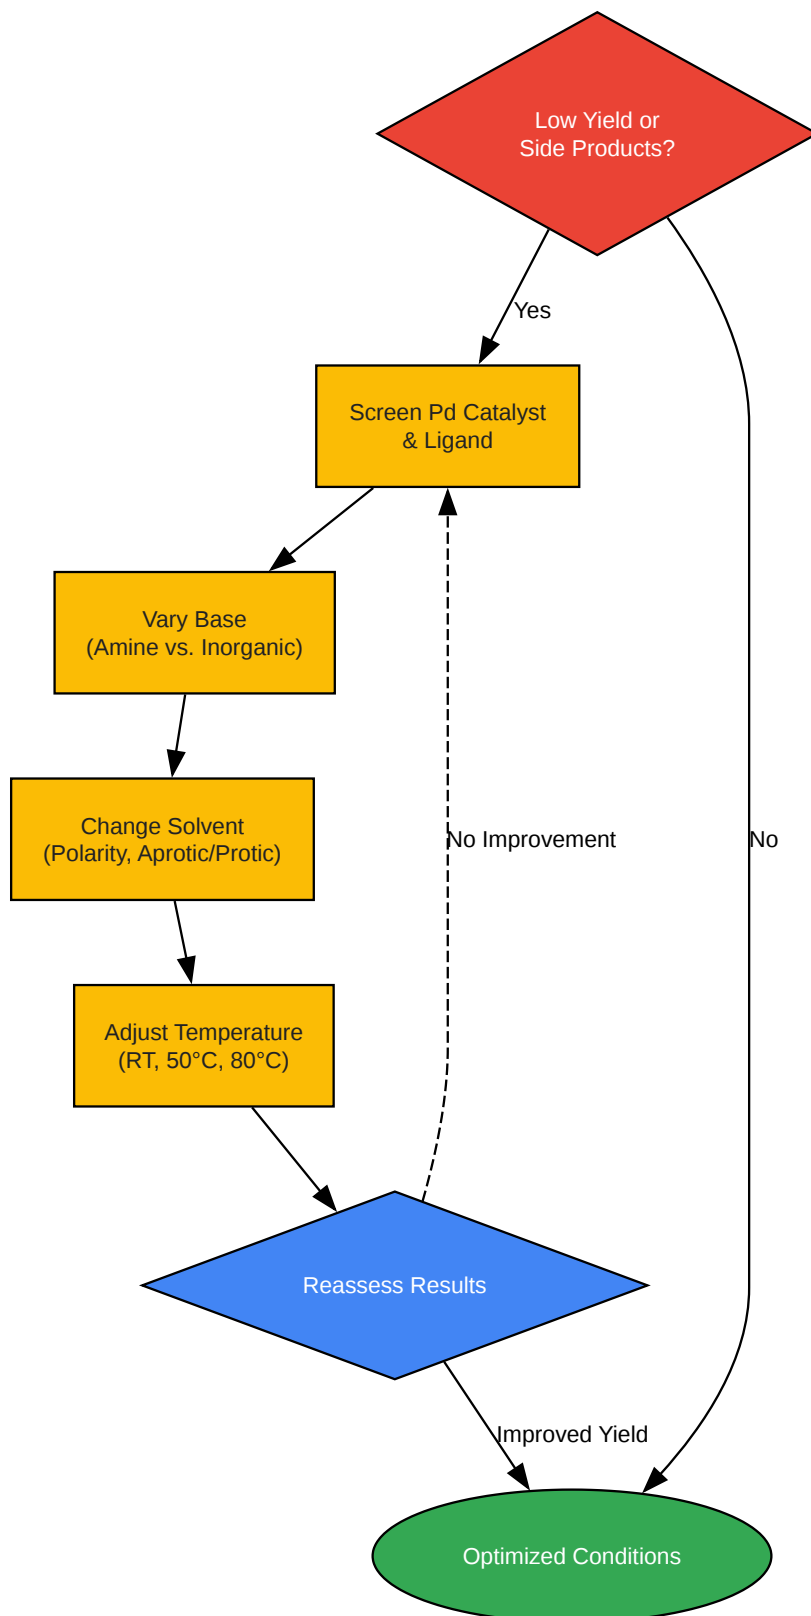 Low Yield or
Side Products?
Yes
Screen Pd Catalyst
& Ligand
Vary Base
(Amine vs. Inorganic)
Change Solvent
(Polarity, Aprotic/Protic)
No Improvement
No
Adjust Temperature
(RT, 50°C, 80°C)
Reassess Results
Improved Yield
Optimized Conditions